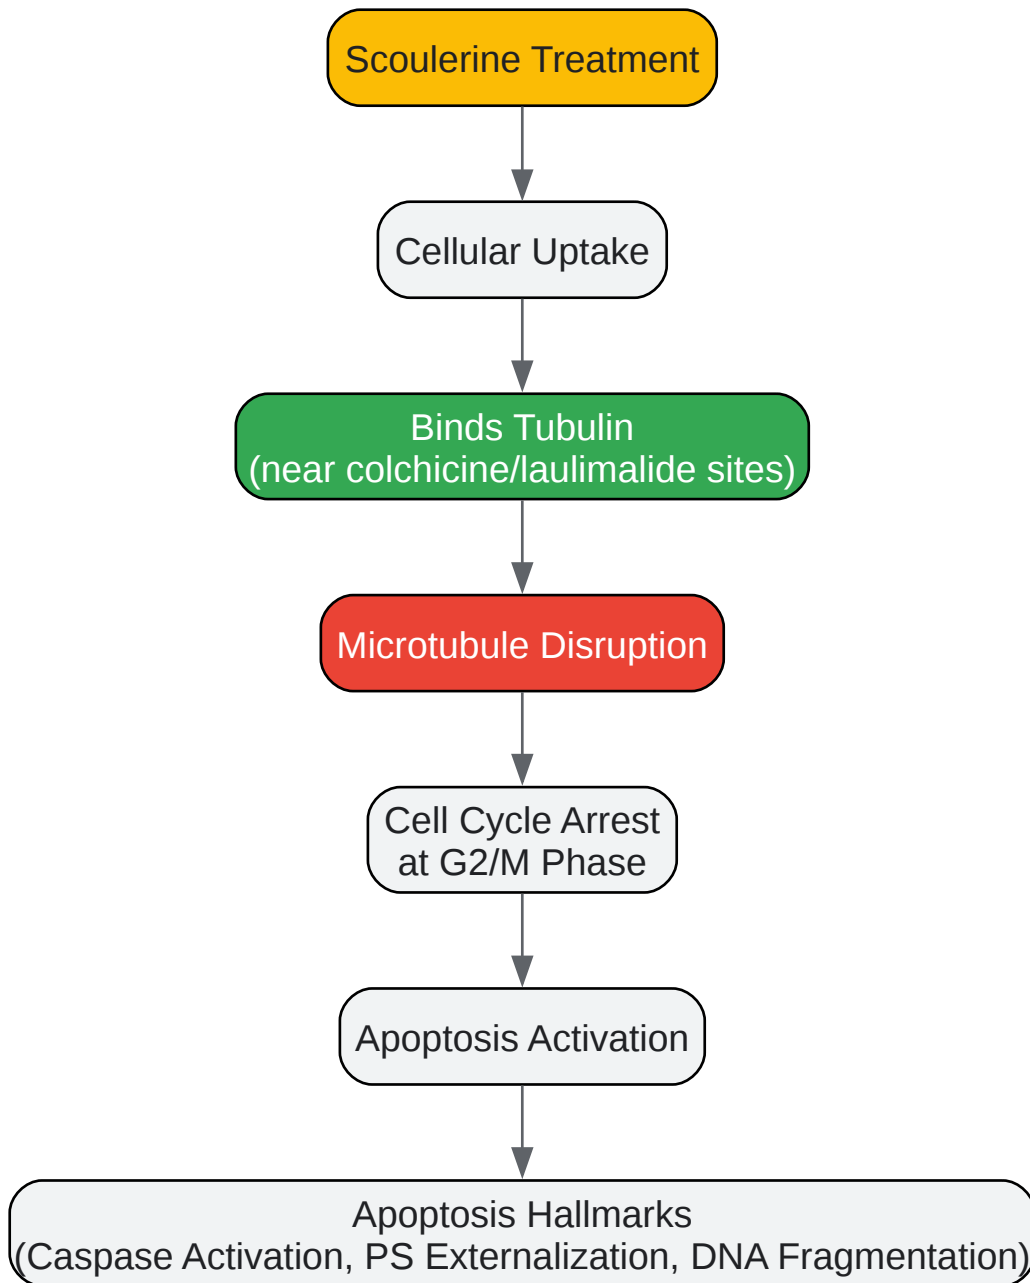 Scoulerine Treatment
Cellular Uptake
Binds Tubulin
(near colchicine/laulimalide sites)
Microtubule Disruption
Cell Cycle Arrest
at G2/M Phase
Apoptosis Activation
Apoptosis Hallmarks
(Caspase Activation, PS Externalization, DNA Fragmentation)